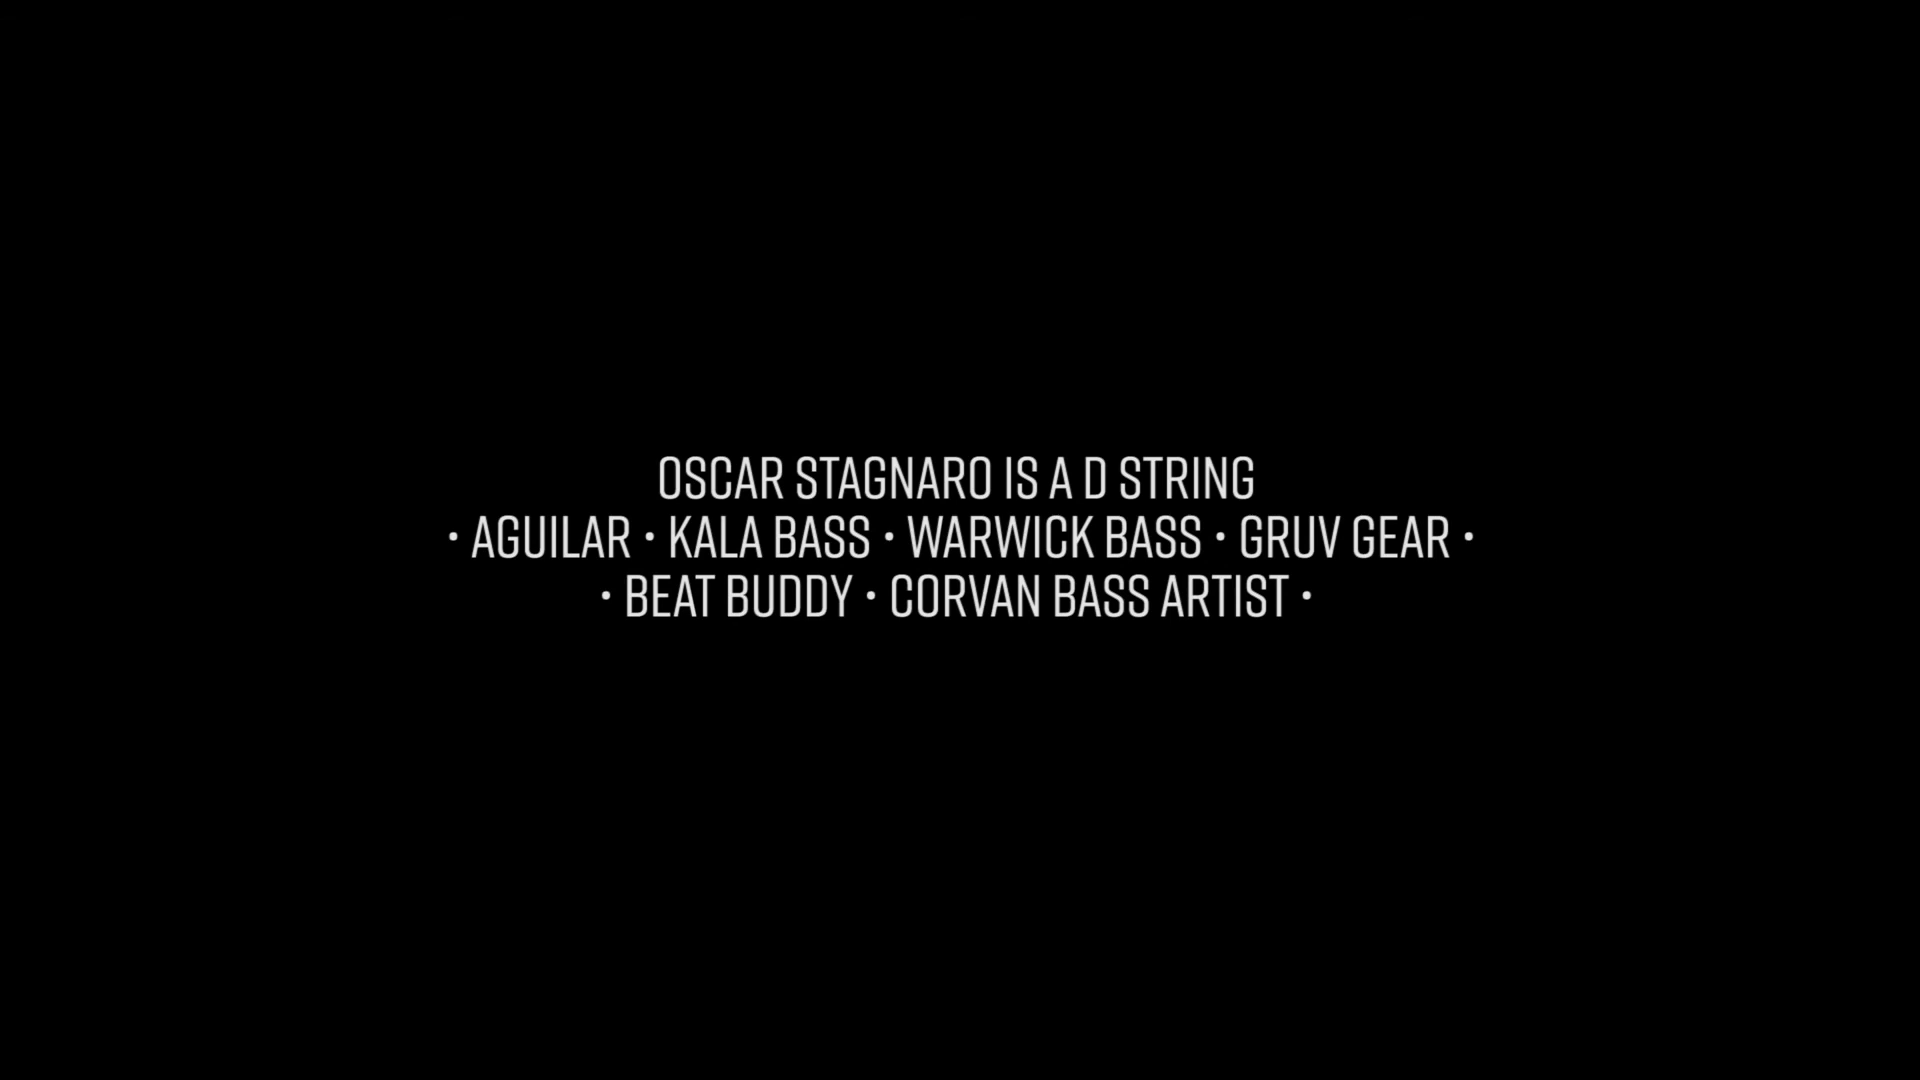 OSCAR STAGNARO IS A D STRING
• AGUILAR • KALA BASS • WARWICK BASS • GRUV GEAR •
• BEAT BUDDY • CORVAN BASS ARTIST •